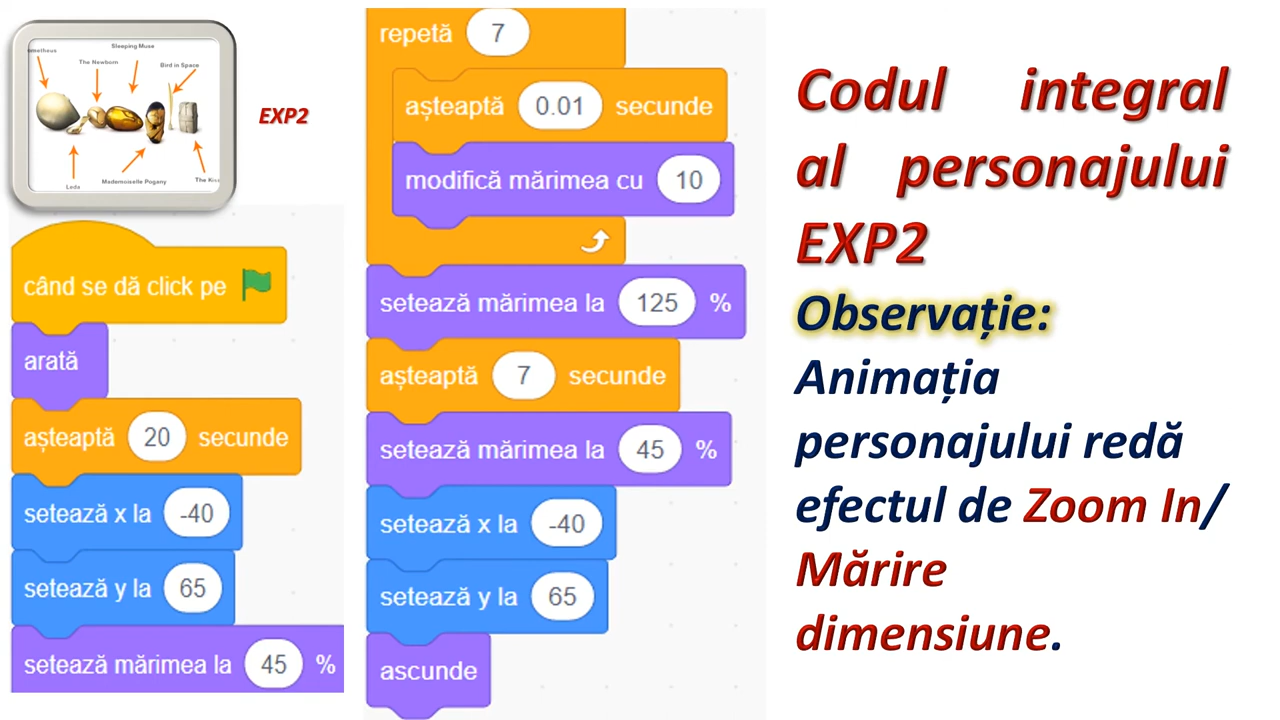 Sleeping Muse
ometheus
The Newborn
Bird in Space
Leda
Mademoiselle Pogany
The Kiss
EXP2
când se dă click pe
arată
așteaptă 20 secunde
setează x la -40
setează y la 65
setează mărimea la 45 %
repetă 7
așteaptă 0.01 secunde
modifică mărimea cu 10
setează mărimea la 125 %
așteaptă 7 secunde
setează mărimea la 45 %
setează x la -40
setează y la 65
ascunde
Codul integral
al personajului
EXP2
Observație:
Animația
personajului redă
efectul de Zoom In/
Mărire
dimensiune.